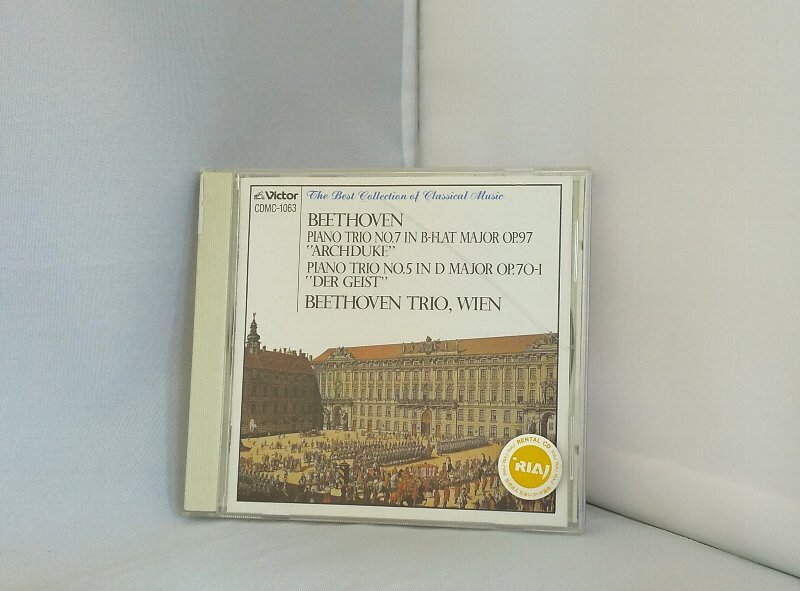 Victor
CDMC-1063
The Best Collection of Classical Music
BEETHOVEN
PIANO TRIO NO.7 IN B-FLAT MAJOR OP.97
"ARCHDUKE"
PIANO TRIO NO.5 IN D MAJOR OP.70-1
"DER GEIST"
BEETHOVEN TRIO, WIEN
RENTAL CD
RIAJ